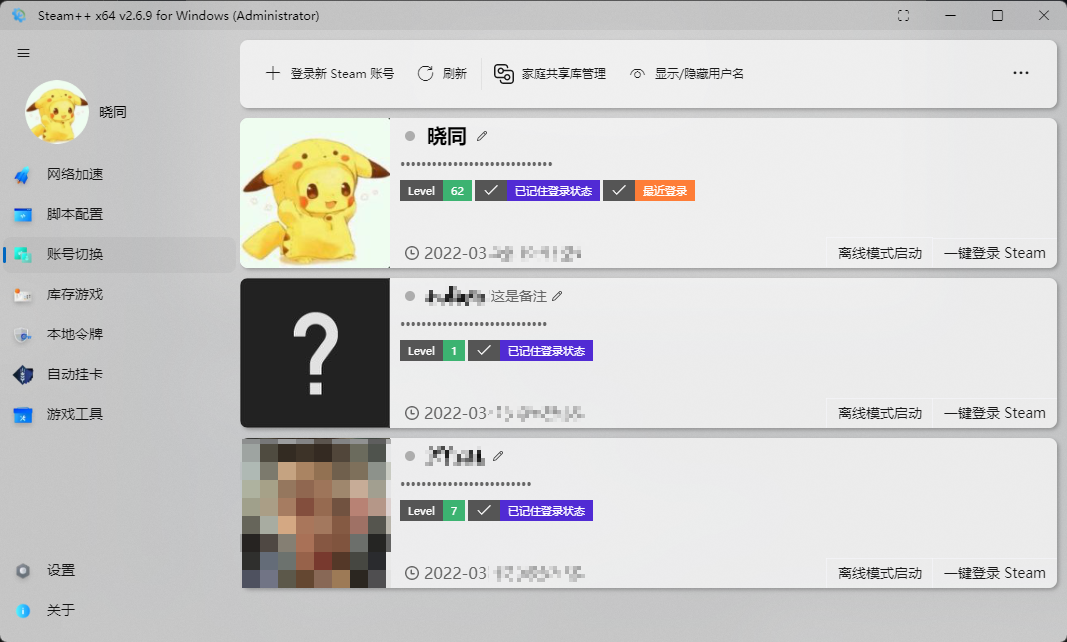 Steam++ x64 v2.6.9 for Windows (Administrator)
登录新 Steam 账号 刷新 家庭共享库管理 显示/隐藏用户名
晓同
网络加速
脚本配置
账号切换
库存游戏
本地令牌
自动挂卡
游戏工具
设置
关于
晓同
Level 62 已记住登录状态 最近登录
2022-03 离线模式启动 一键登录 Steam
这是备注
Level 1 已记住登录状态
2022-03 离线模式启动 一键登录 Steam
Level 7 已记住登录状态
2022-03 离线模式启动 一键登录 Steam